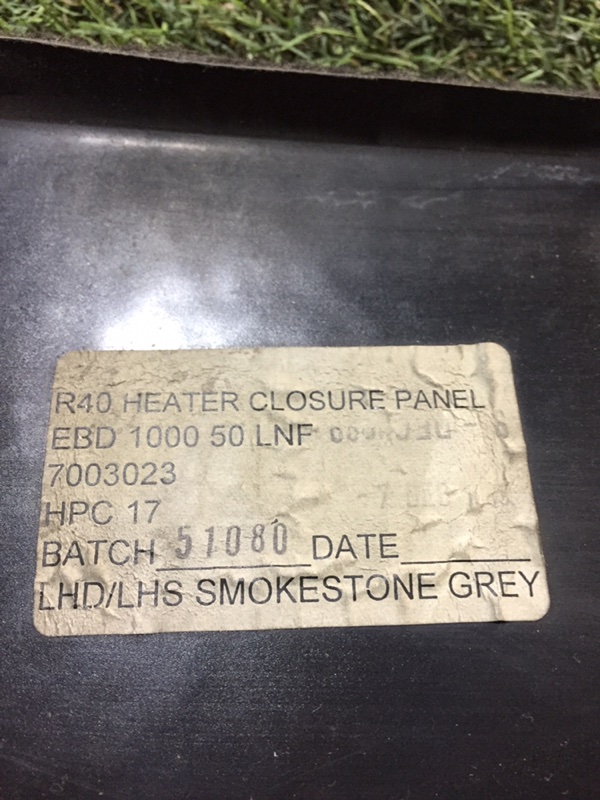 R40 HEATER CLOSURE PANEL
EBD 1000 50 LNF
7003023
HPC 17
BATCH 51080 DATE
LHD/LHS SMOKESTONE GREY